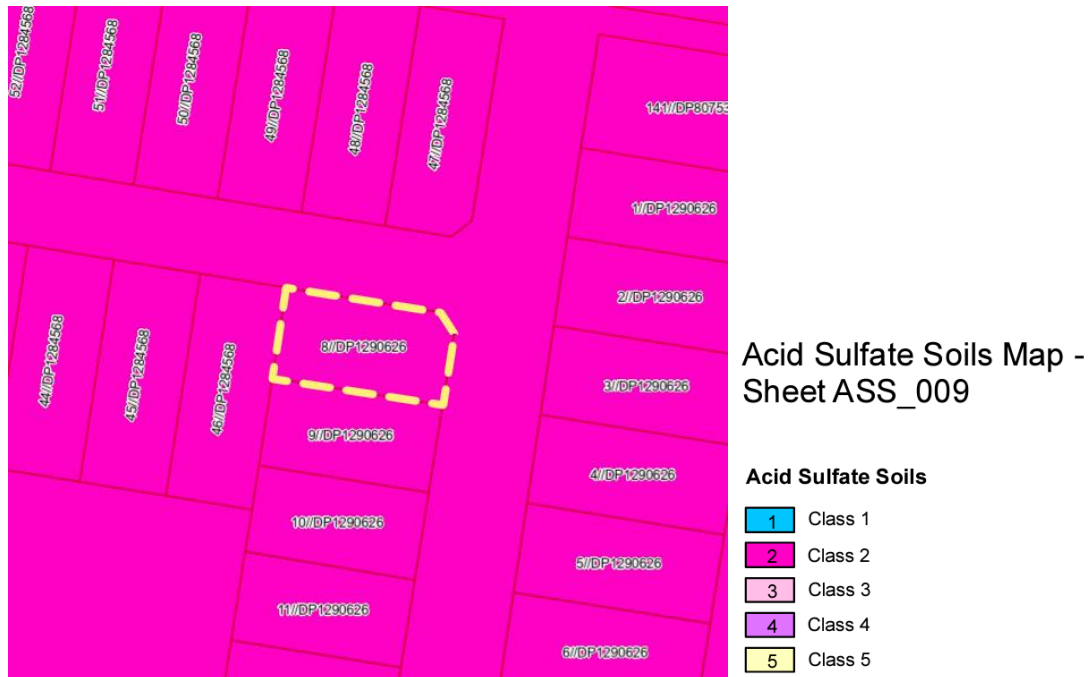 52//DP1284568
51//DP1284568
50//DP1284568
49//DP1284568
48//DP1284568
47//DP1284568
141//DP80753
1//DP1290626
2//DP1290626
8//DP1290626
3//DP1290626
44//DP1284568
45//DP1284568
46//DP1284568
9//DP1290626
4//DP1290626
10//DP1290626
5//DP1290626
11//DP1290626
6//DP1290626
Acid Sulfate Soils Map -
Sheet ASS_009
Acid Sulfate Soils
1 Class 1
2 Class 2
3 Class 3
4 Class 4
5 Class 5